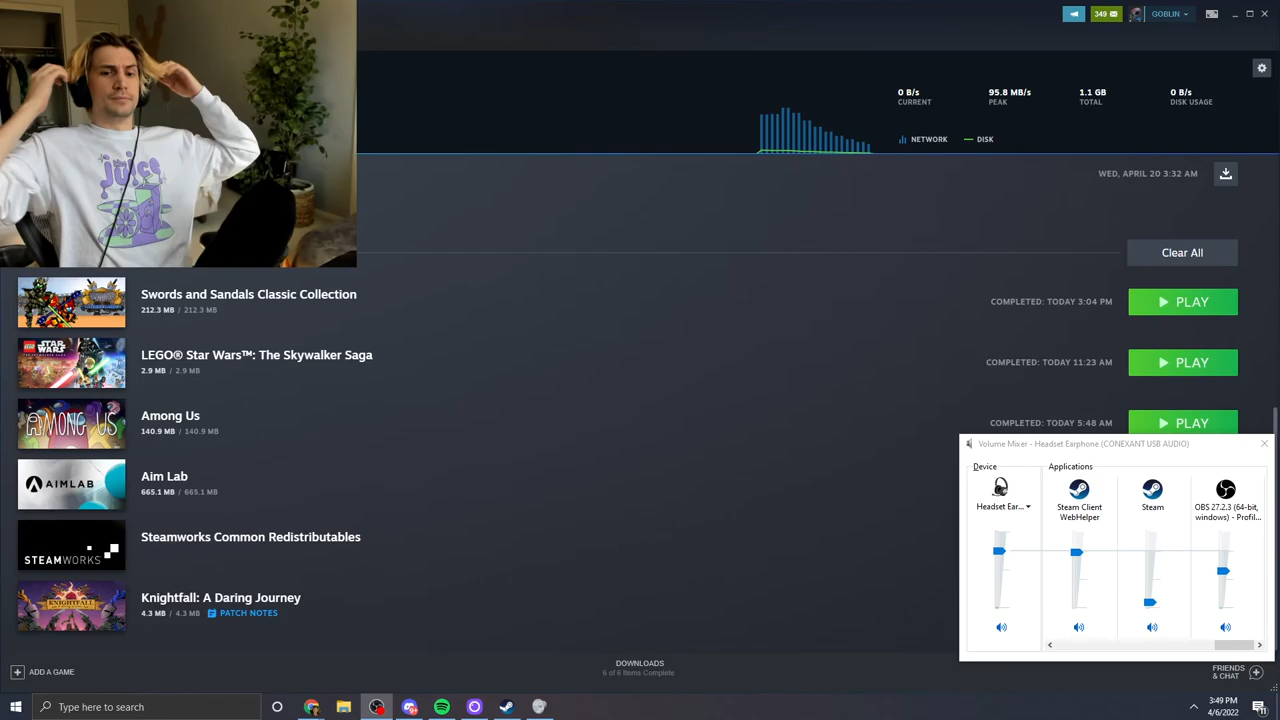 349
GOBLIN
0 B/s
CURRENT
95.8 MB/s
PEAK
1.1 GB
TOTAL
0 B/s
DISK USAGE
NETWORK
DISK
WED, APRIL 20 3:32 AM
juice
Clear All
Swords and Sandals Classic Collection
212.3 MB / 212.3 MB
COMPLETED: TODAY 3:04 PM
PLAY
LEGO STAR WARS
LEGO® Star Wars™: The Skywalker Saga
2.9 MB / 2.9 MB
COMPLETED: TODAY 11:23 AM
PLAY
AMONG US
Among Us
140.9 MB / 140.9 MB
COMPLETED: TODAY 5:48 AM
PLAY
AIMLAB
Aim Lab
665.1 MB / 665.1 MB
STEAMWORKS
Steamworks Common Redistributables
KNIGHTFALL
Knightfall: A Daring Journey
4.3 MB / 4.3 MB PATCH NOTES
Volume Mixer - Headset Earphone (CONEXANT USB AUDIO)
Device
Applications
Headset Ear...
Steam Client
WebHelper
Steam
OBS 27.2.3 (64-bit,
windows) - Profil...
ADD A GAME
DOWNLOADS
6 of 6 Items Complete
FRIENDS
& CHAT
Type here to search
3:49 PM
4/6/2022